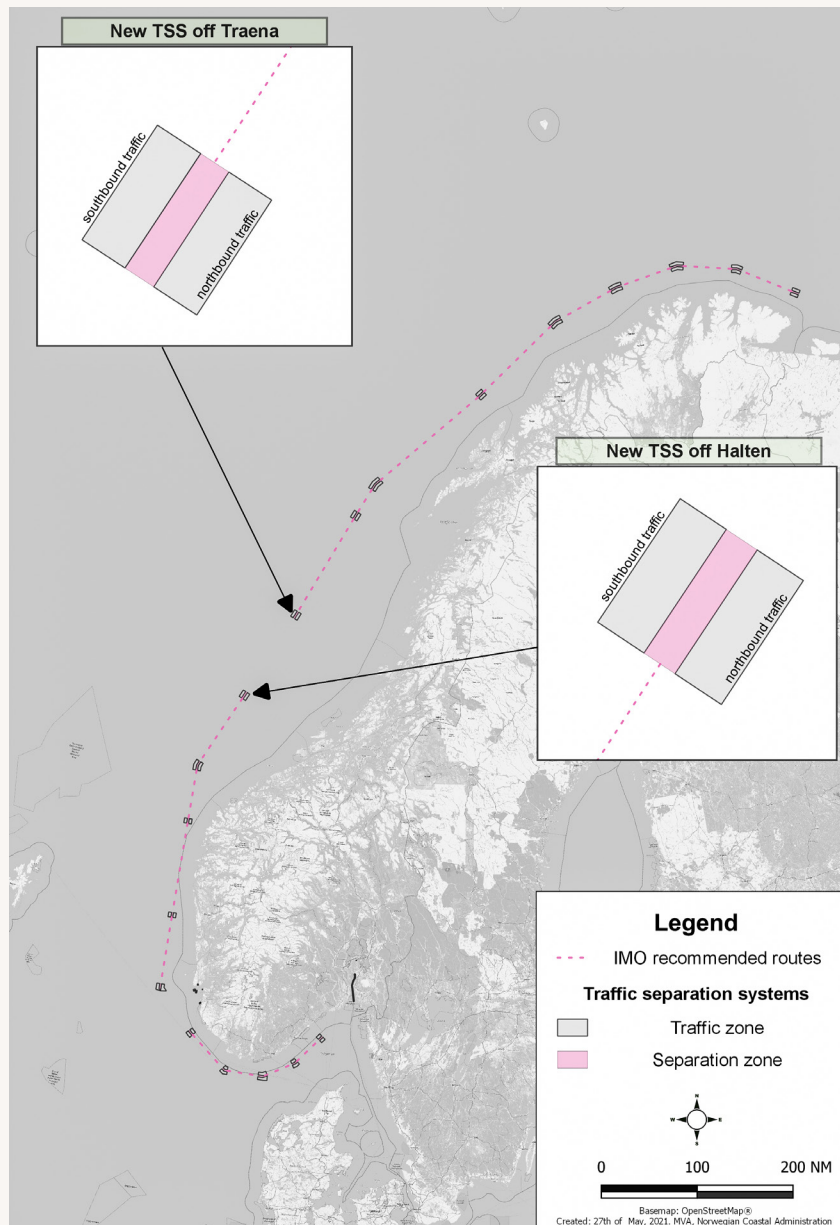 New TSS off Traena
southbound traffic
northbound traffic
New TSS off Halten
southbound traffic
northbound traffic
Legend
IMO recommended routes
Traffic separation systems
Traffic zone
Separation zone
N
W E
S
0 100 200 NM
Basemap: OpenStreetMap®
Created: 27th of May, 2021. MVA, Norwegian Coastal Administration